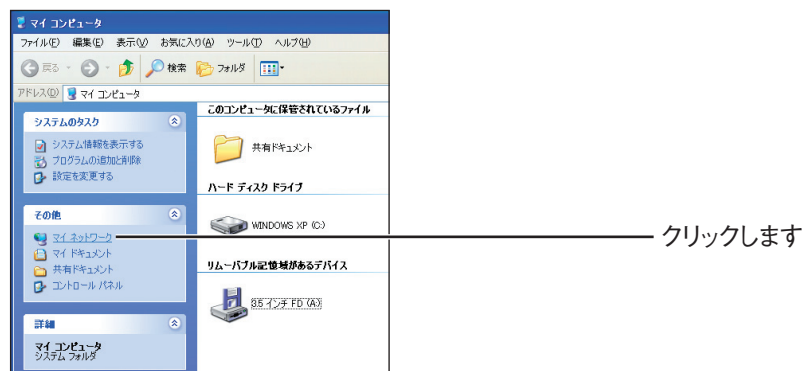 マイ コンピュータ
ファイル(F) 編集(E) 表示(V) お気に入り(A) ツール(T) ヘルプ(H)
戻る 検索 フォルダ
アドレス(D) マイ コンピュータ
システムのタスク
システム情報を表示する
プログラムの追加と削除
設定を変更する
その他
マイ ネットワーク
マイ ドキュメント
共有ドキュメント
コントロール パネル
詳細
マイ コンピュータ
システム フォルダ
このコンピュータに保管されているファイル
共有ドキュメント
ハード ディスク ドライブ
WINDOWS XP (C:)
リムーバブル記憶域があるデバイス
3.5 インチ FD (A:)
クリックします